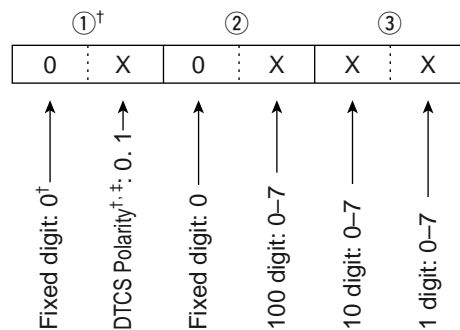 ①† ② ③
0 X 0 X X X
Fixed digit: 0†
DTCS Polarity†, ‡: 0. 1
Fixed digit: 0
100 digit: 0–7
10 digit: 0–7
1 digit: 0–7